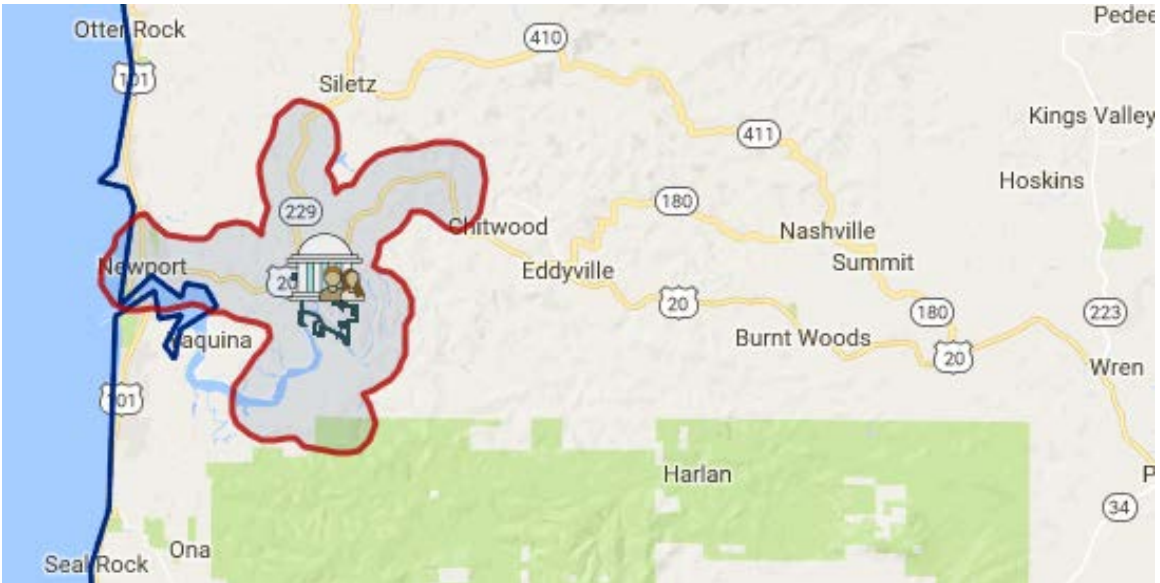 Otter Rock
101
410
Pedee
Siletz
411
Kings Valley
Hoskins
229
180
Chitwood
Nashville
Newport
20
Eddyville
Summit
20
180
223
Yaquina
Burnt Woods
20
Wren
101
Harlan
P
34
Ona
Seal Rock